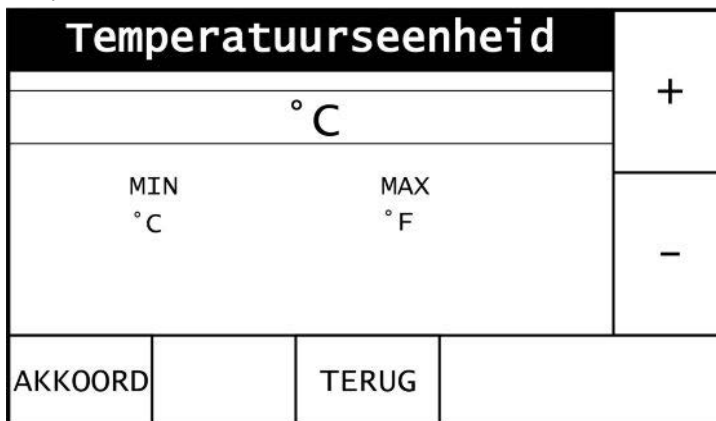 Temperatuurseenheid
+
°C
MIN MAX
°C °F
-
AKKOORD TERUG